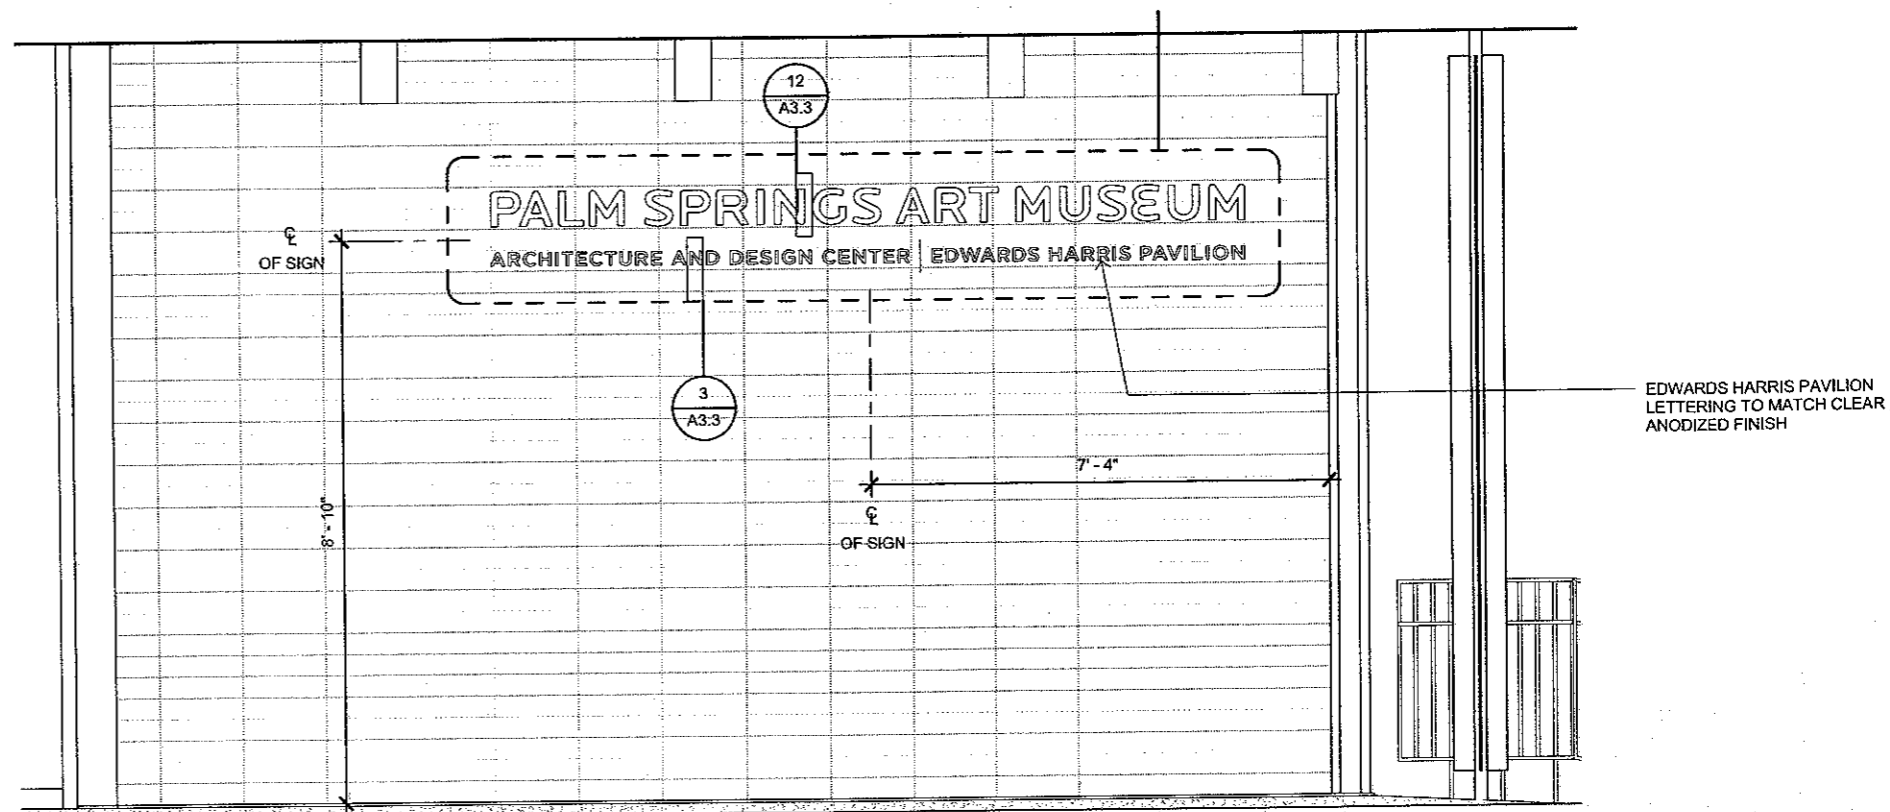 12
A3.3
PALM SPRINGS ART MUSEUM
ARCHITECTURE AND DESIGN CENTER | EDWARDS HARRIS PAVILION
℄
OF SIGN
3
A3.3
EDWARDS HARRIS PAVILION
LETTERING TO MATCH CLEAR
ANODIZED FINISH
7' - 4"
8' - 10"
℄
OF SIGN